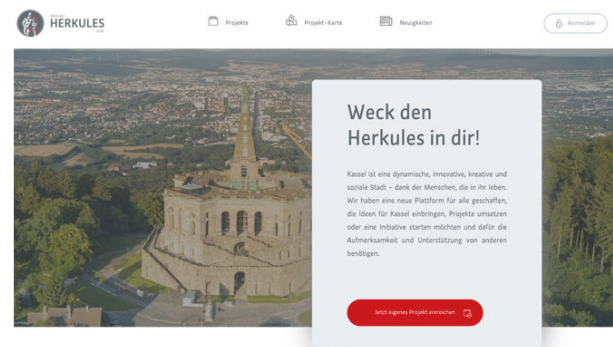 HERKULES
Projekte
Projekt-Karte
Neuigkeiten
Anmelden
Weck den
Herkules in dir!
Kassel ist eine dynamische, innovative, kreative und
soziale Stadt – dank der Menschen, die in ihr leben.
Wir haben eine neue Plattform für alle geschaffen,
die Ideen für Kassel einbringen, Projekte umsetzen
oder eine Initiative starten möchten und dafür die
Aufmerksamkeit und Unterstützung von anderen
benötigen.
Jetzt eigenes Projekt einreichen